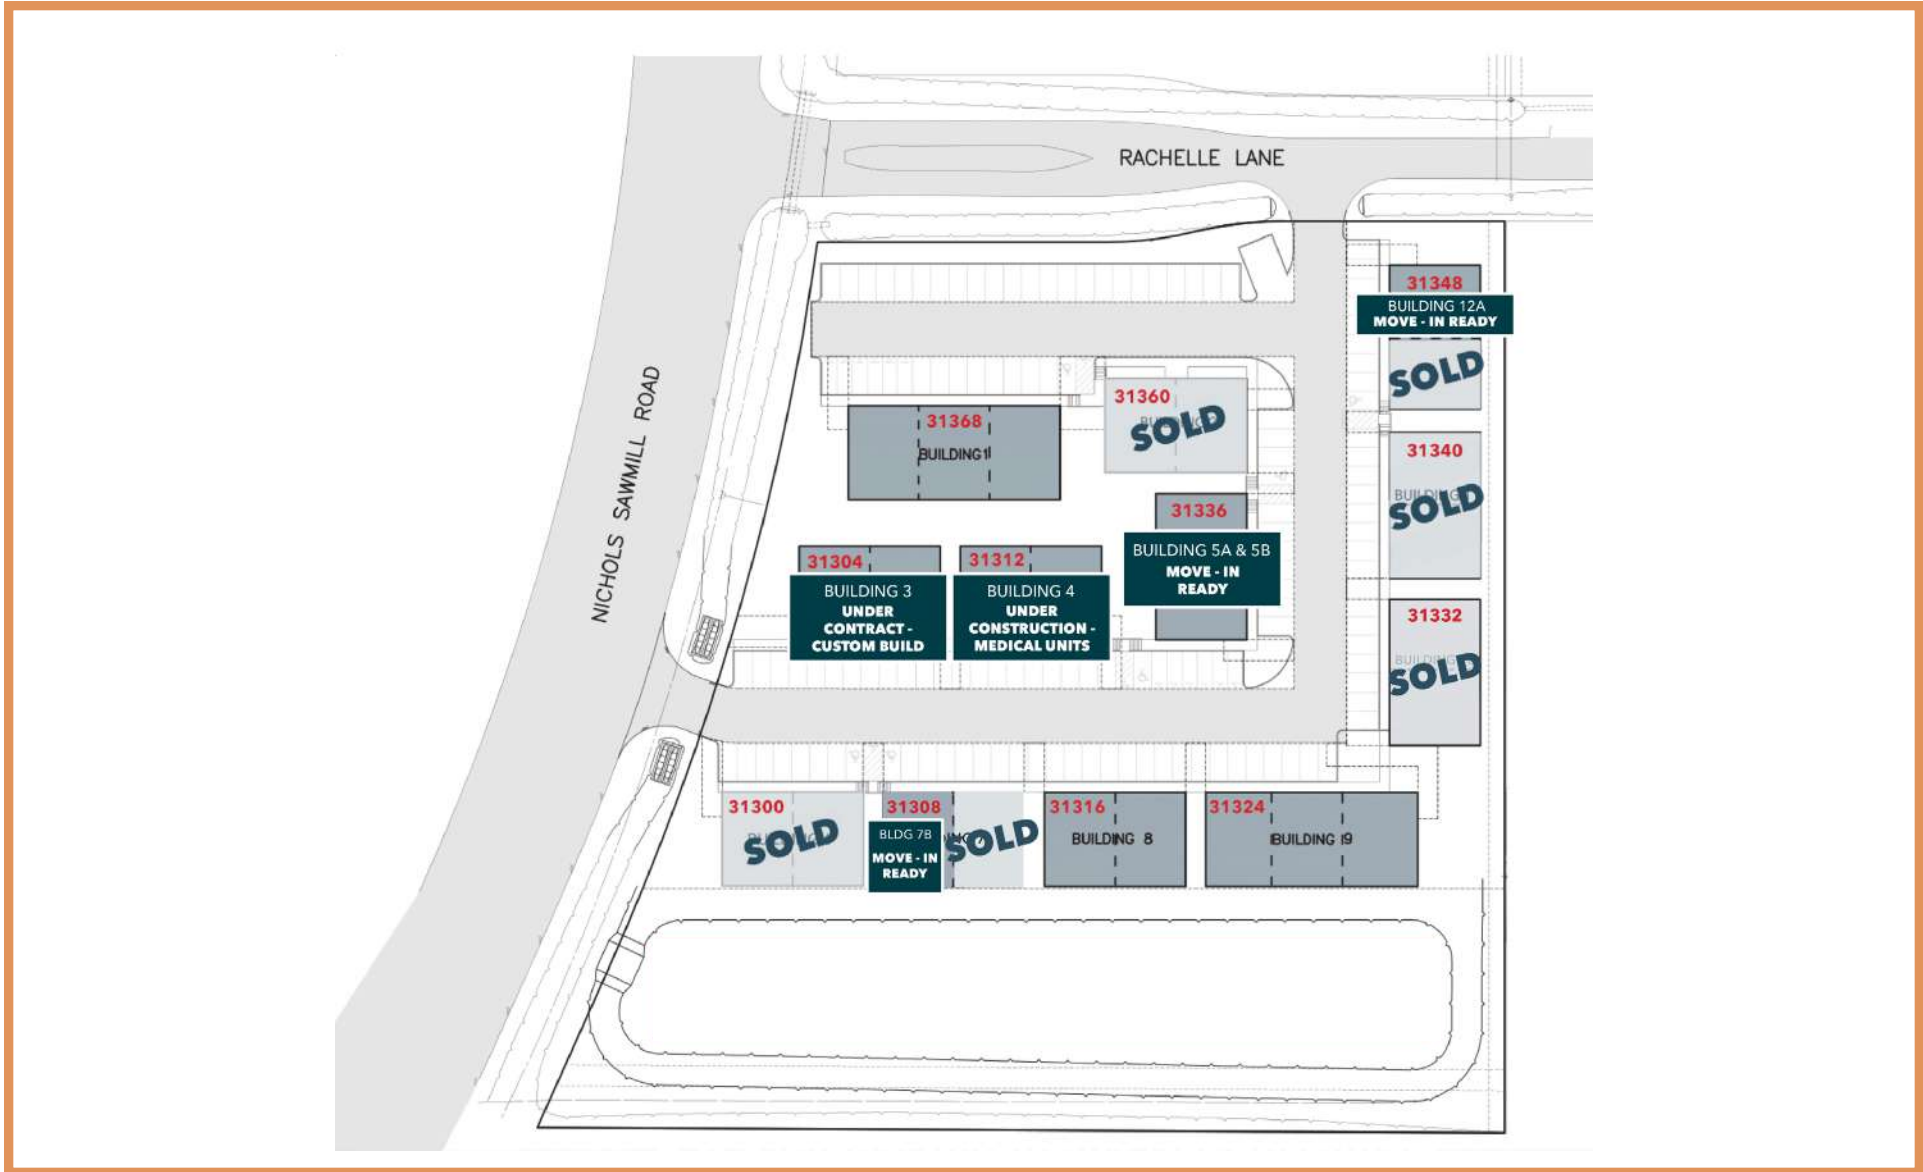 RACHELLE LANE
NICHOLS SAWMILL ROAD
31348
BUILDING 12A
MOVE - IN READY
SOLD
31360
SOLD
31368
BUILDING 1
31340
BUILDING
SOLD
31336
BUILDING 5A & 5B
MOVE - IN
READY
31304
BUILDING 3
UNDER
CONTRACT -
CUSTOM BUILD
31312
BUILDING 4
UNDER
CONSTRUCTION -
MEDICAL UNITS
31332
BUILDING
SOLD
31300
SOLD
31308
BLDG 7B
MOVE - IN
READY
SOLD
31316
BUILDING 8
31324
BUILDING 9